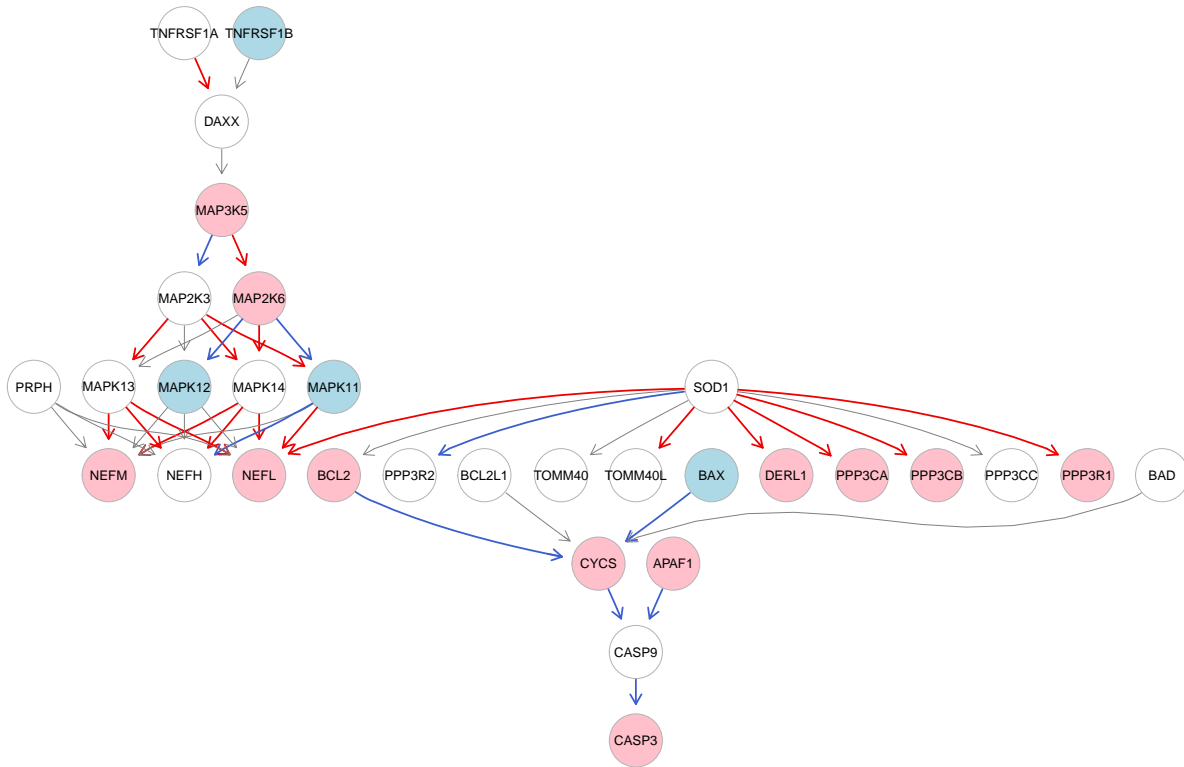 TNFRSF1A TNFRSF1B
DAXX
MAP3K5
MAP2K3 MAP2K6
PRPH MAPK13 MAPK12 MAPK14 MAPK11 SOD1
NEFM NEFH NEFL BCL2 PPP3R2 BCL2L1 TOMM40 TOMM40L BAX DERL1 PPP3CA PPP3CB PPP3CC PPP3R1 BAD
CYCS APAF1
CASP9
CASP3